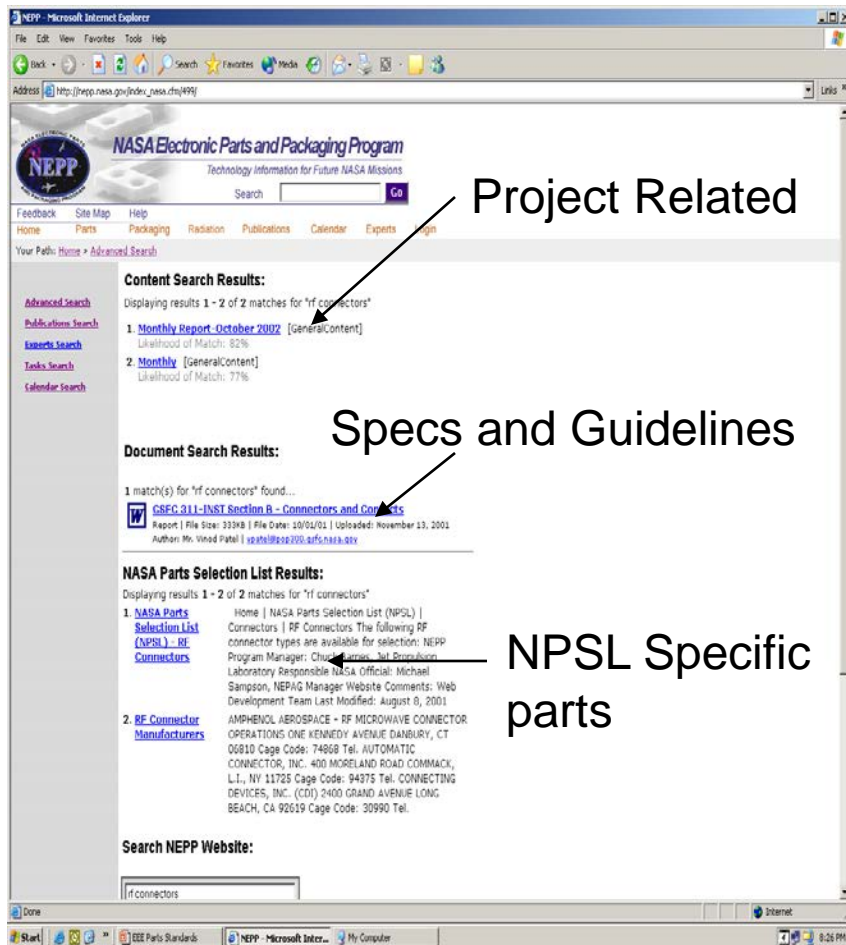 NEPP - Microsoft Internet Explorer
File Edit View Favorites Tools Help
Back Search Favorites Media
Address http://nepp.nasa.gov/index_nasa.cfm/499/ Links
NEPP
NASA Electronic Parts and Packaging Program
Technology Information for Future NASA Missions
Search Go
Feedback Site Map Help
Home Parts Packaging Radiation Publications Calendar Experts Login
Your Path: Home > Advanced Search
Project Related
Advanced Search
Publications Search
Experts Search
Tasks Search
Calendar Search
Content Search Results:
Displaying results 1 - 2 of 2 matches for "rf connectors"
1. Monthly Report-October 2002 [GeneralContent]
Likelihood of Match: 82%
2. Monthly [GeneralContent]
Likelihood of Match: 77%
Specs and Guidelines
Document Search Results:
1 match(s) for "rf connectors" found...
W GSFC 311-INST Section B - Connectors and Contacts
Report | File Size: 333KB | File Date: 10/01/01 | Uploaded: November 13, 2001
Author: Mr. Vinod Patel | vpatel@pop300.gsfc.nasa.gov
NASA Parts Selection List Results:
Displaying results 1 - 2 of 2 matches for "rf connectors"
1. NASA Parts Selection List (NPSL) - RF Connectors
Home | NASA Parts Selection List (NPSL) |
Connectors | RF Connectors The following RF
connector types are available for selection: NEPP
Program Manager: Chuck Barnes, Jet Propulsion
Laboratory Responsible NASA Official: Michael
Sampson, NEPAG Manager Website Comments: Web
Development Team Last Modified: August 8, 2001
NPSL Specific
parts
2. RF Connector Manufacturers
AMPHENOL AEROSPACE - RF MICROWAVE CONNECTOR
OPERATIONS ONE KENNEDY AVENUE DANBURY, CT
06810 Cage Code: 74868 Tel. AUTOMATIC
CONNECTOR, INC. 400 MORELAND ROAD COMMACK,
L.I., NY 11725 Cage Code: 94375 Tel. CONNECTING
DEVICES, INC. (CDI) 2400 GRAND AVENUE LONG
BEACH, CA 92619 Cage Code: 30990 Tel.
Search NEPP Website:
rf connectors
Done Internet
Start EEE Parts Standards NEPP - Microsoft Inter... My Computer 8:26 PM